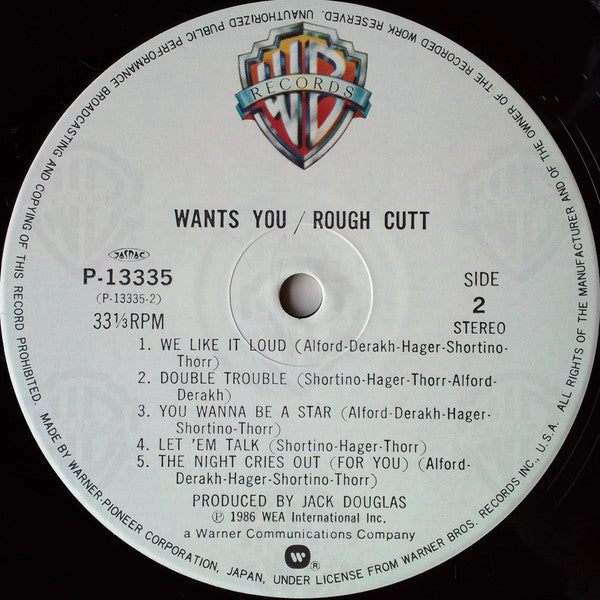 WB
RECORDS
WANTS YOU / ROUGH CUTT
JASRAC
P-13335
(P-13335-2)
33⅓RPM
SIDE
2
STEREO
1. WE LIKE IT LOUD (Alford-Derakh-Hager-Shortino-
Thorr)
2. DOUBLE TROUBLE (Shortino-Hager-Thorr-Alford-
Derakh)
3. YOU WANNA BE A STAR (Alford-Derakh-Hager-
Shortino-Thorr)
4. LET 'EM TALK (Shortino-Hager-Thorr)
5. THE NIGHT CRIES OUT (FOR YOU) (Alford-
Derakh-Hager-Shortino-Thorr)
PRODUCED BY JACK DOUGLAS
Ⓟ 1986 WEA International Inc.
a Warner Communications Company
W®
MADE BY WARNER-PIONEER CORPORATION, JAPAN, UNDER LICENSE FROM WARNER BROS. RECORDS INC., U.S.A. ALL RIGHTS OF THE MANUFACTURER AND OF THE OWNER OF THE RECORDED WORK RESERVED. UNAUTHORIZED PUBLIC PERFORMANCE BROADCASTING AND COPYING OF THIS RECORD PROHIBITED.